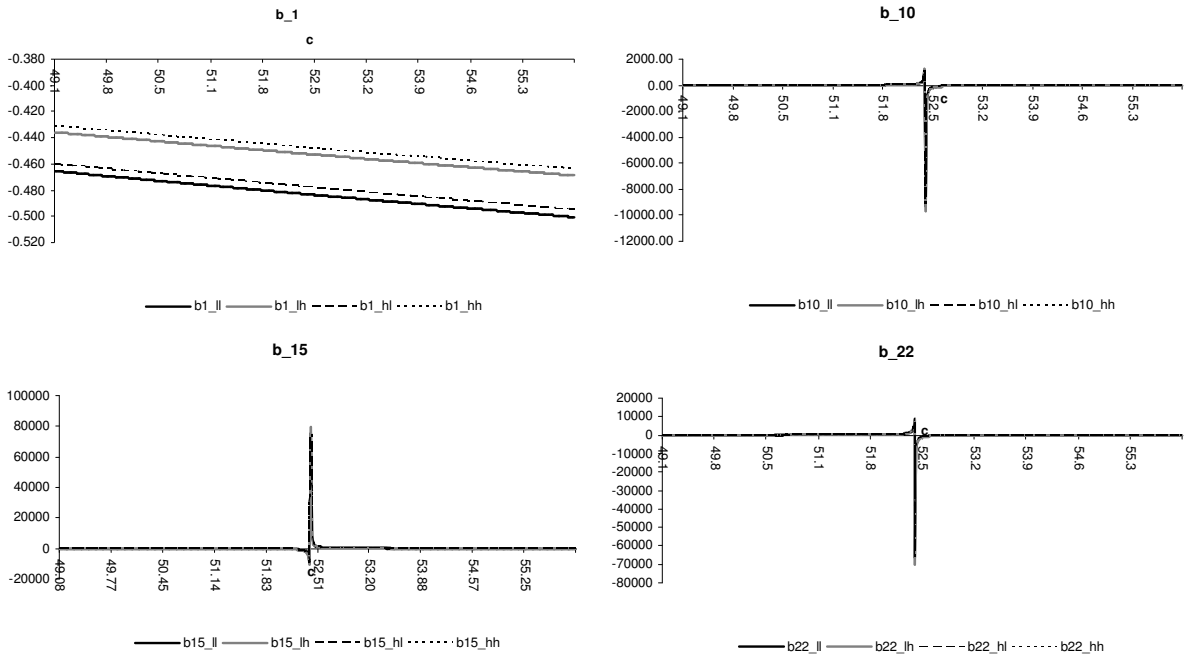 b_1
c
-0.380
-0.400
-0.420
-0.440
-0.460
-0.480
-0.500
-0.520
49.1 49.8 50.5 51.1 51.8 52.5 53.2 53.9 54.6 55.3
b1_ll b1_lh b1_hl b1_hh
b_10
2000.00
0.00
-2000.00
-4000.00
-6000.00
-8000.00
-10000.00
-12000.00
49.1 49.8 50.5 51.1 51.8 52.5 53.2 53.9 54.6 55.3
c
b10_ll b10_lh b10_hl b10_hh
b_15
100000
80000
60000
40000
20000
0
-20000
49.08 49.77 50.45 51.14 51.83 52.51 53.20 53.88 54.57 55.25
c
b15_ll b15_lh b15_hl b15_hh
b_22
20000
10000
0
-10000
-20000
-30000
-40000
-50000
-60000
-70000
-80000
c
49.1 49.8 50.5 51.1 51.8 52.5 53.2 53.9 54.6 55.3
b22_ll b22_lh b22_hl b22_hh